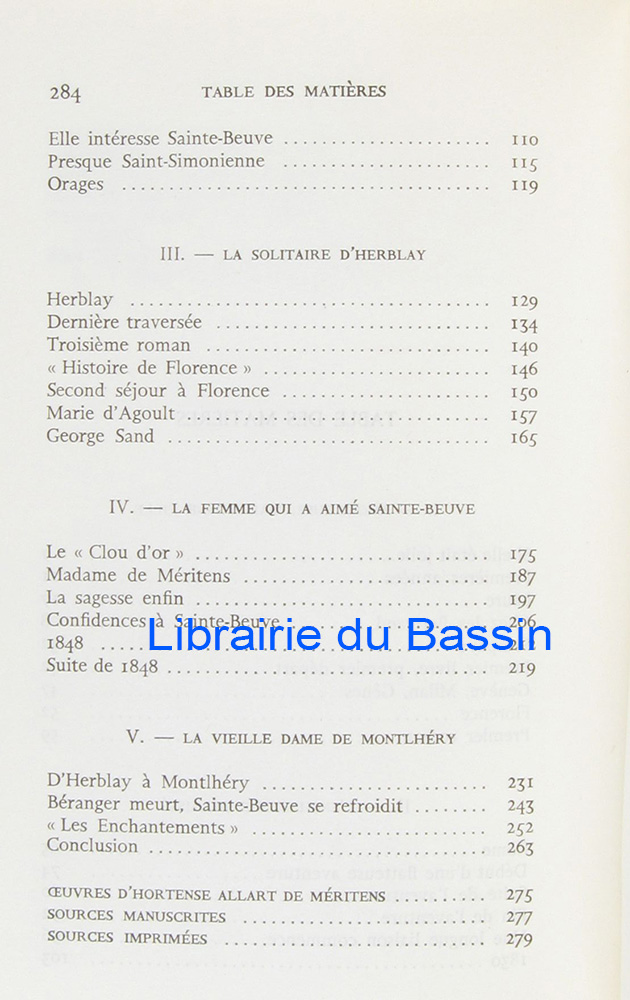 284 TABLE DES MATIÈRES
Elle intéresse Sainte-Beuve ...................... 110
Presque Saint-Simonienne ...................... 115
Orages ....................................... 119
III. — LA SOLITAIRE D'HERBLAY
Herblay ...................................... 129
Dernière traversée ............................. 134
Troisième roman ............................... 140
« Histoire de Florence » ........................ 146
Second séjour à Florence ...................... 150
Marie d'Agoult ................................ 157
George Sand .................................. 165
IV. — LA FEMME QUI A AIMÉ SAINTE-BEUVE
Le « Clou d'or » ............................... 175
Madame de Méritens .......................... 187
La sagesse enfin ................................ 197
Confidences à Sainte-Beuve ...................... 206
Librairie du Bassin
1848 .........................................
Suite de 1848 .................................. 219
V. — LA VIEILLE DAME DE MONTLHÉRY
D'Herblay à Montlhéry ........................ 231
Béranger meurt, Sainte-Beuve se refroidit ........ 243
« Les Enchantements » ......................... 252
Conclusion .................................... 263
ŒUVRES D'HORTENSE ALLART DE MÉRITENS .......... 275
SOURCES MANUSCRITES ........................... 277
SOURCES IMPRIMÉES ............................ 279